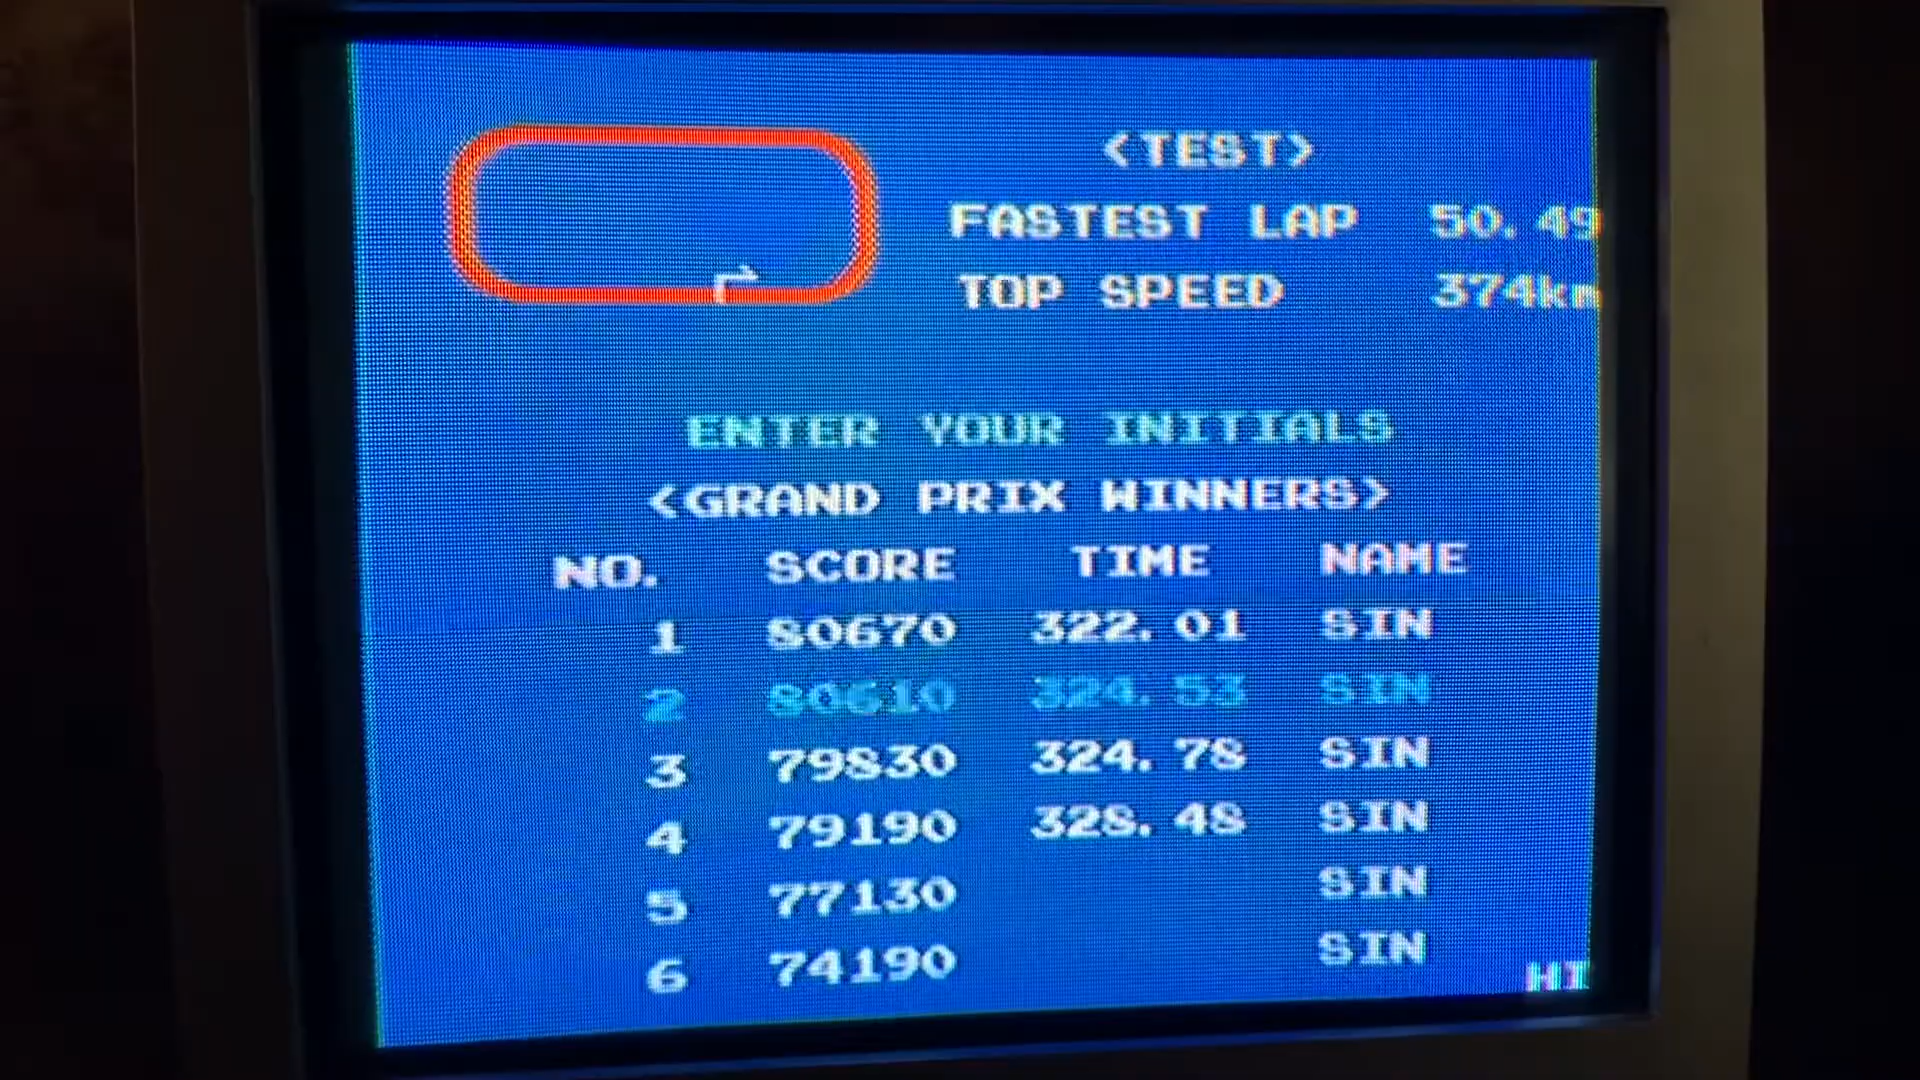 <TEST>
FASTEST LAP 50.49
TOP SPEED 374km
ENTER YOUR INITIALS
<GRAND PRIX WINNERS>
NO. SCORE TIME NAME
1 80670 322.01 SIN
2 80610 324.53 SIN
3 79830 324.78 SIN
4 79190 328.48 SIN
5 77130 SIN
6 74190 SIN
HI